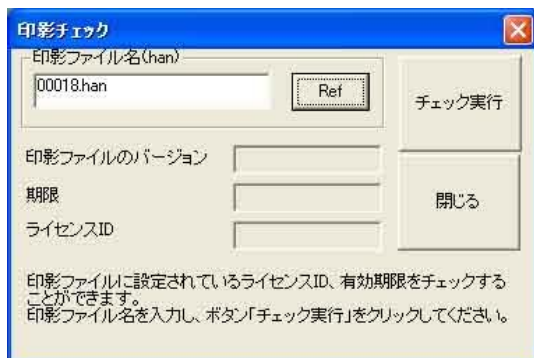 印影チェック
印影ファイル名(han)
00018.han
Ref
チェック実行
印影ファイルのバージョン
期限
閉じる
ライセンスID
印影ファイルに設定されているライセンスID、有効期限をチェックする
ことができます。
印影ファイル名を入力し、ボタン「チェック実行」をクリックしてください。